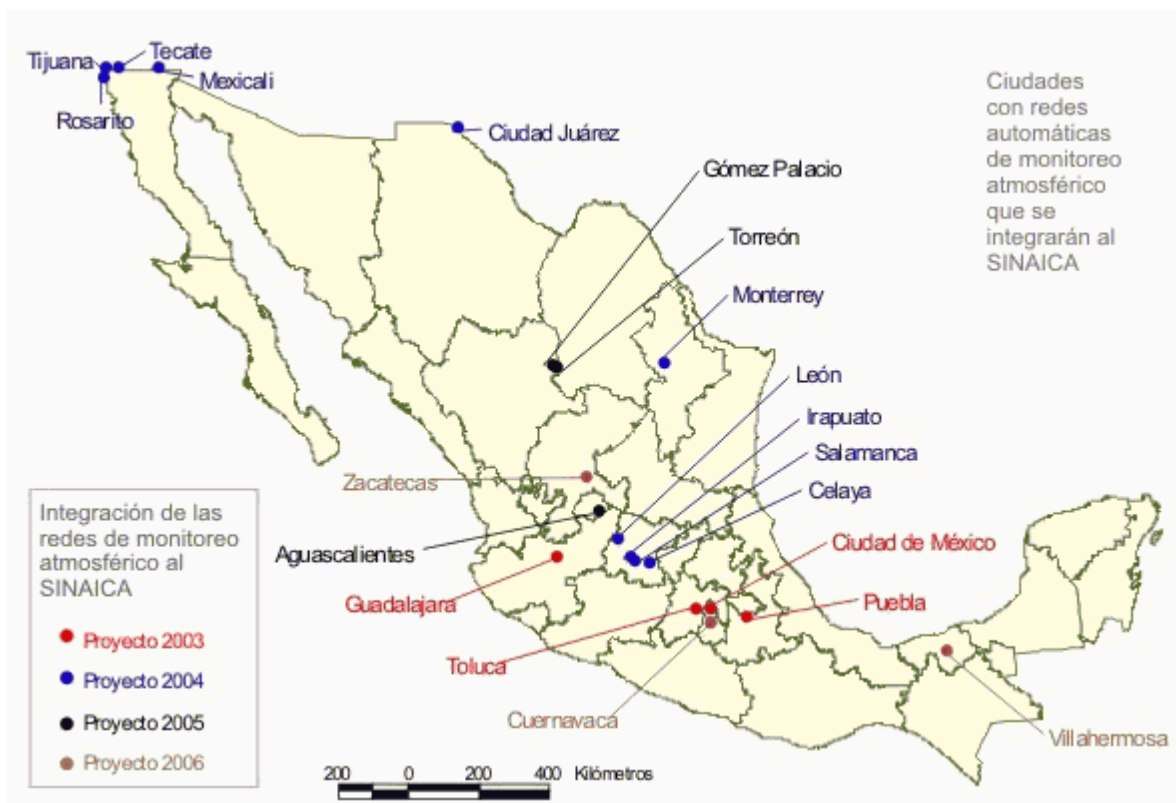 Tecate
Tijuana
Mexicali
Rosarito
Ciudad Juárez
Gómez Palacio
Torreón
Monterrey
Ciudades
con redes
automáticas
de monitoreo
atmosférico
que se
integrarán al
SINAICA
León
Irapuato
Salamanca
Celaya
Zacatecas
Aguascalientes
Ciudad de México
Guadalajara
Puebla
Toluca
Cuernavaca
Villahermosa
Integración de las
redes de monitoreo
atmosférico al
SINAICA
Proyecto 2003
Proyecto 2004
Proyecto 2005
Proyecto 2006
200 0 200 400 Kilómetros